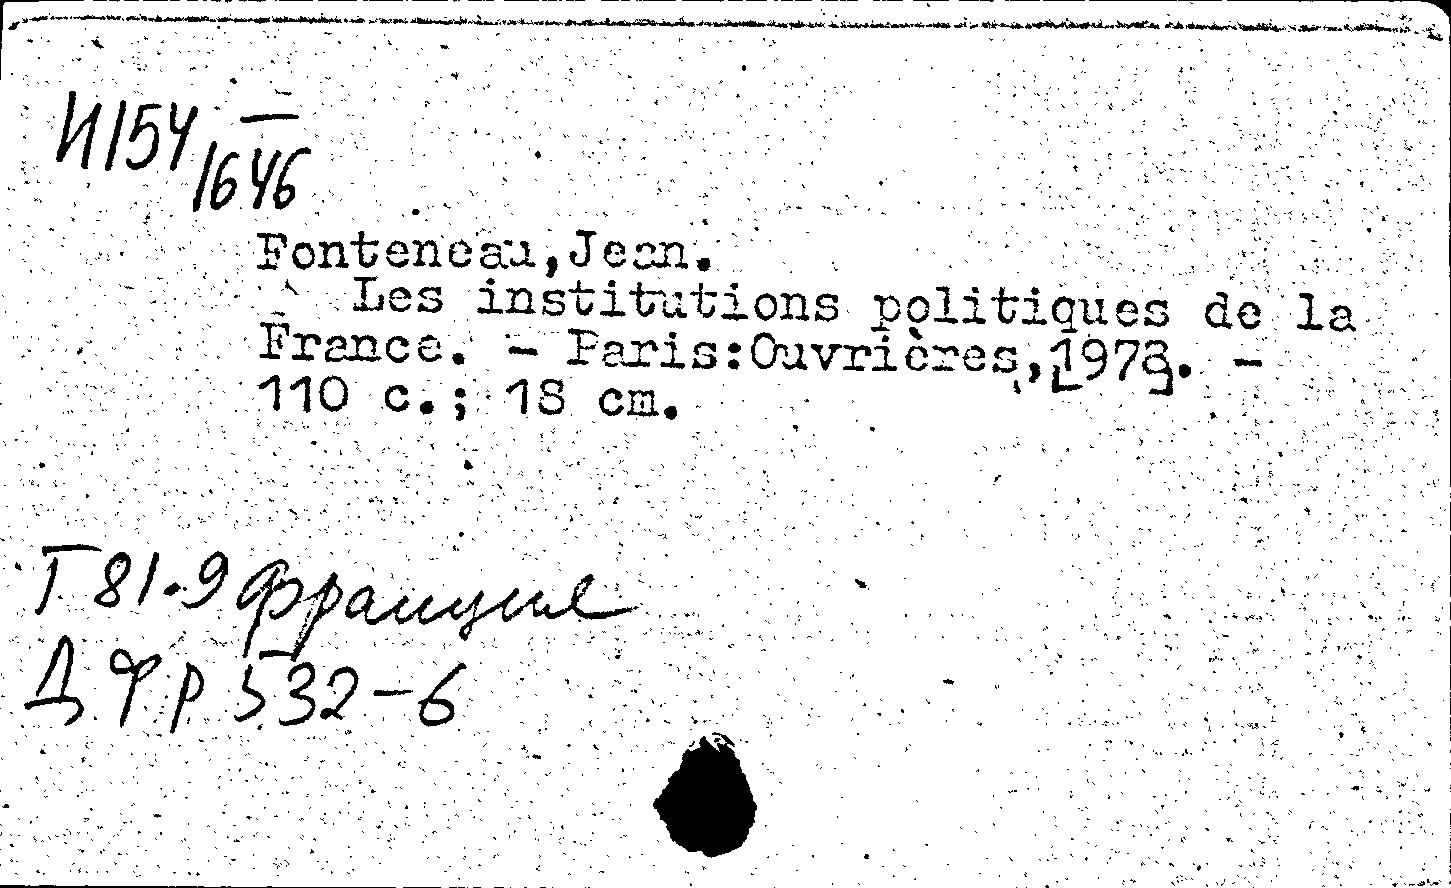 И154 —
/1646
Fonteneau,Jean.
Les institutions politiques de la
France. - Paris:Ouvrières,[1978]. -
110 c.; 18 cm.
Г81.9 Франция
Д Фр 532-6